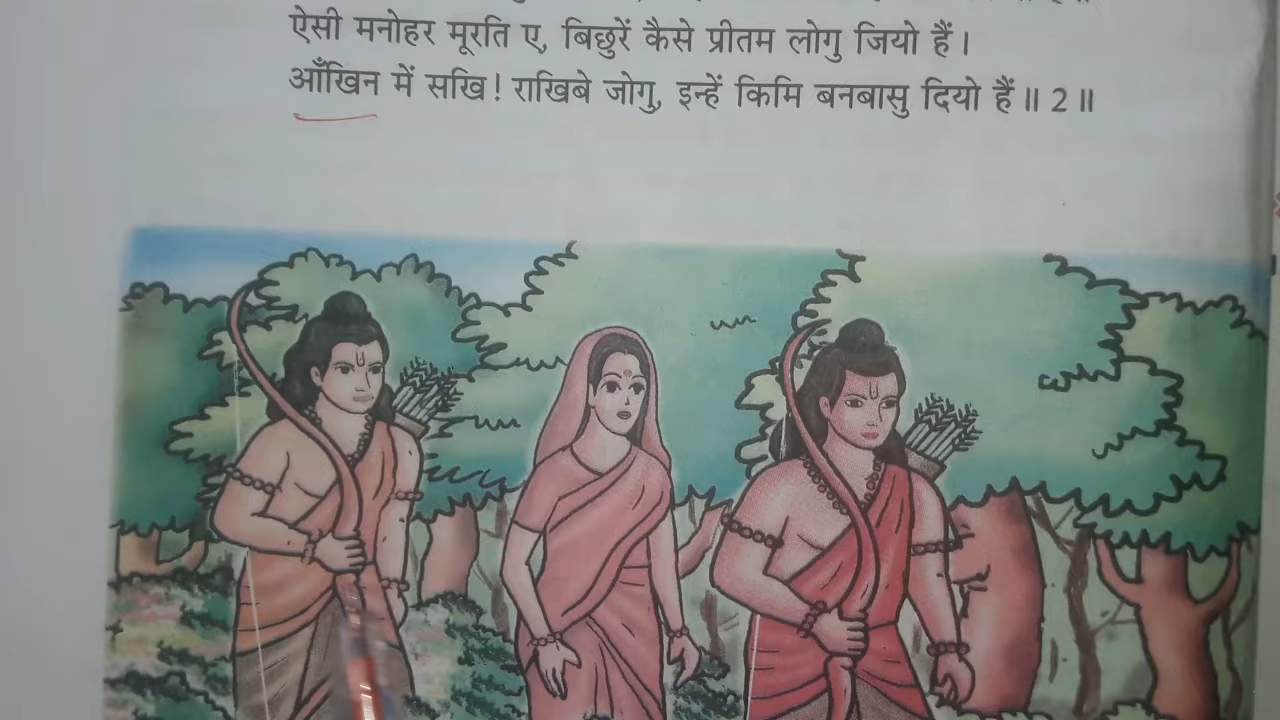 ऐसी मनोहर मूरति ए, बिछुरें कैसे प्रीतम लोगु जियो हैं।
आँखिन में सखि! राखिबे जोगु, इन्हें किमि बनबासु दियो हैं॥ 2॥